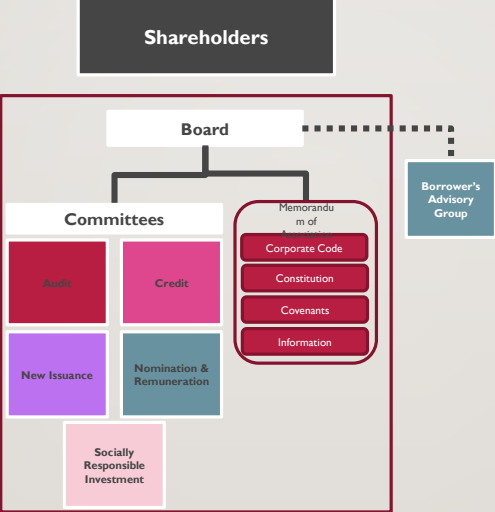 Shareholders
Board
Borrower's
Advisory
Group
Committees
Memorandu
m of
Audit
Credit
Corporate Code
Constitution
Covenants
Information
New Issuance
Nomination &
Remuneration
Socially
Responsible
Investment